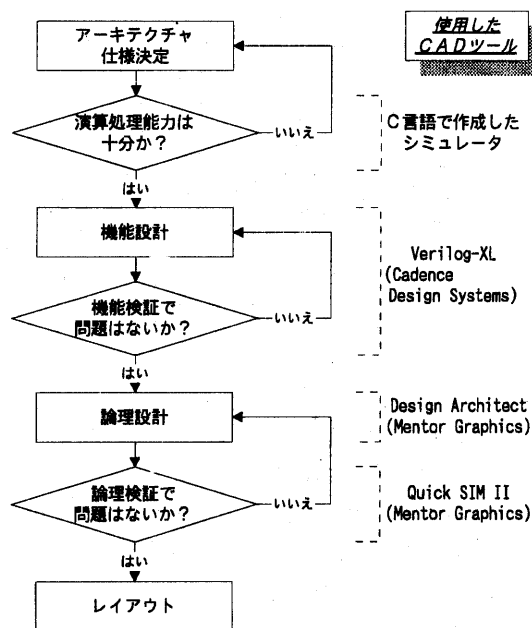 アーキテクチャ
仕様決定
使用した
CADツール
演算処理能力は
十分か？
いいえ
C言語で作成した
シミュレータ
はい
機能設計
Verilog-XL
(Cadence
Design Systems)
機能検証で
問題はないか？
いいえ
はい
論理設計
Design Architect
(Mentor Graphics)
論理検証で
問題はないか？
いいえ
Quick SIM II
(Mentor Graphics)
はい
レイアウト